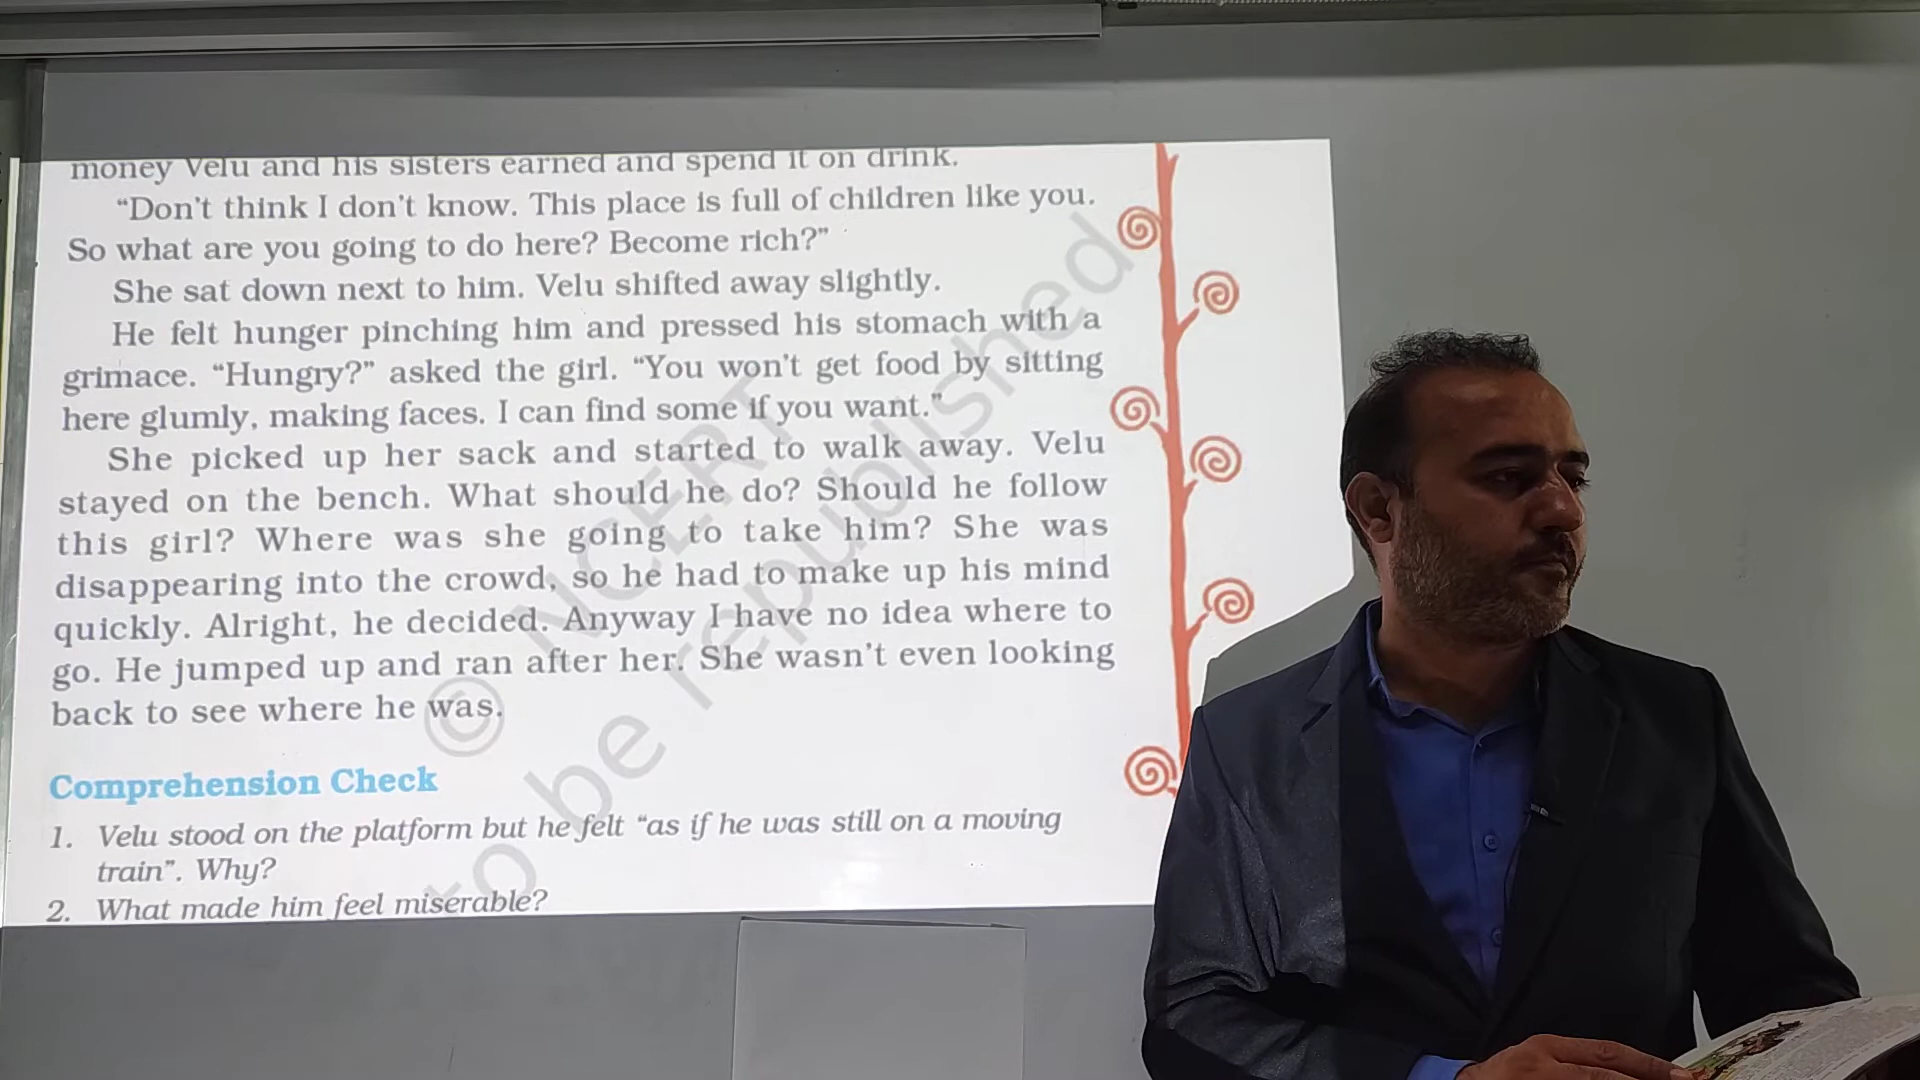 money Velu and his sisters earned and spend it on drink.
“Don't think I don't know. This place is full of children like you.
So what are you going to do here? Become rich?”
She sat down next to him. Velu shifted away slightly.
He felt hunger pinching him and pressed his stomach with a
grimace. “Hungry?” asked the girl. “You won't get food by sitting
here glumly, making faces. I can find some if you want.”
She picked up her sack and started to walk away. Velu
stayed on the bench. What should he do? Should he follow
this girl? Where was she going to take him? She was
disappearing into the crowd, so he had to make up his mind
quickly. Alright, he decided. Anyway I have no idea where to
go. He jumped up and ran after her. She wasn't even looking
back to see where he was.
Comprehension Check
1. Velu stood on the platform but he felt “as if he was still on a moving
train”. Why?
2. What made him feel miserable?
© NCERT
to be republished